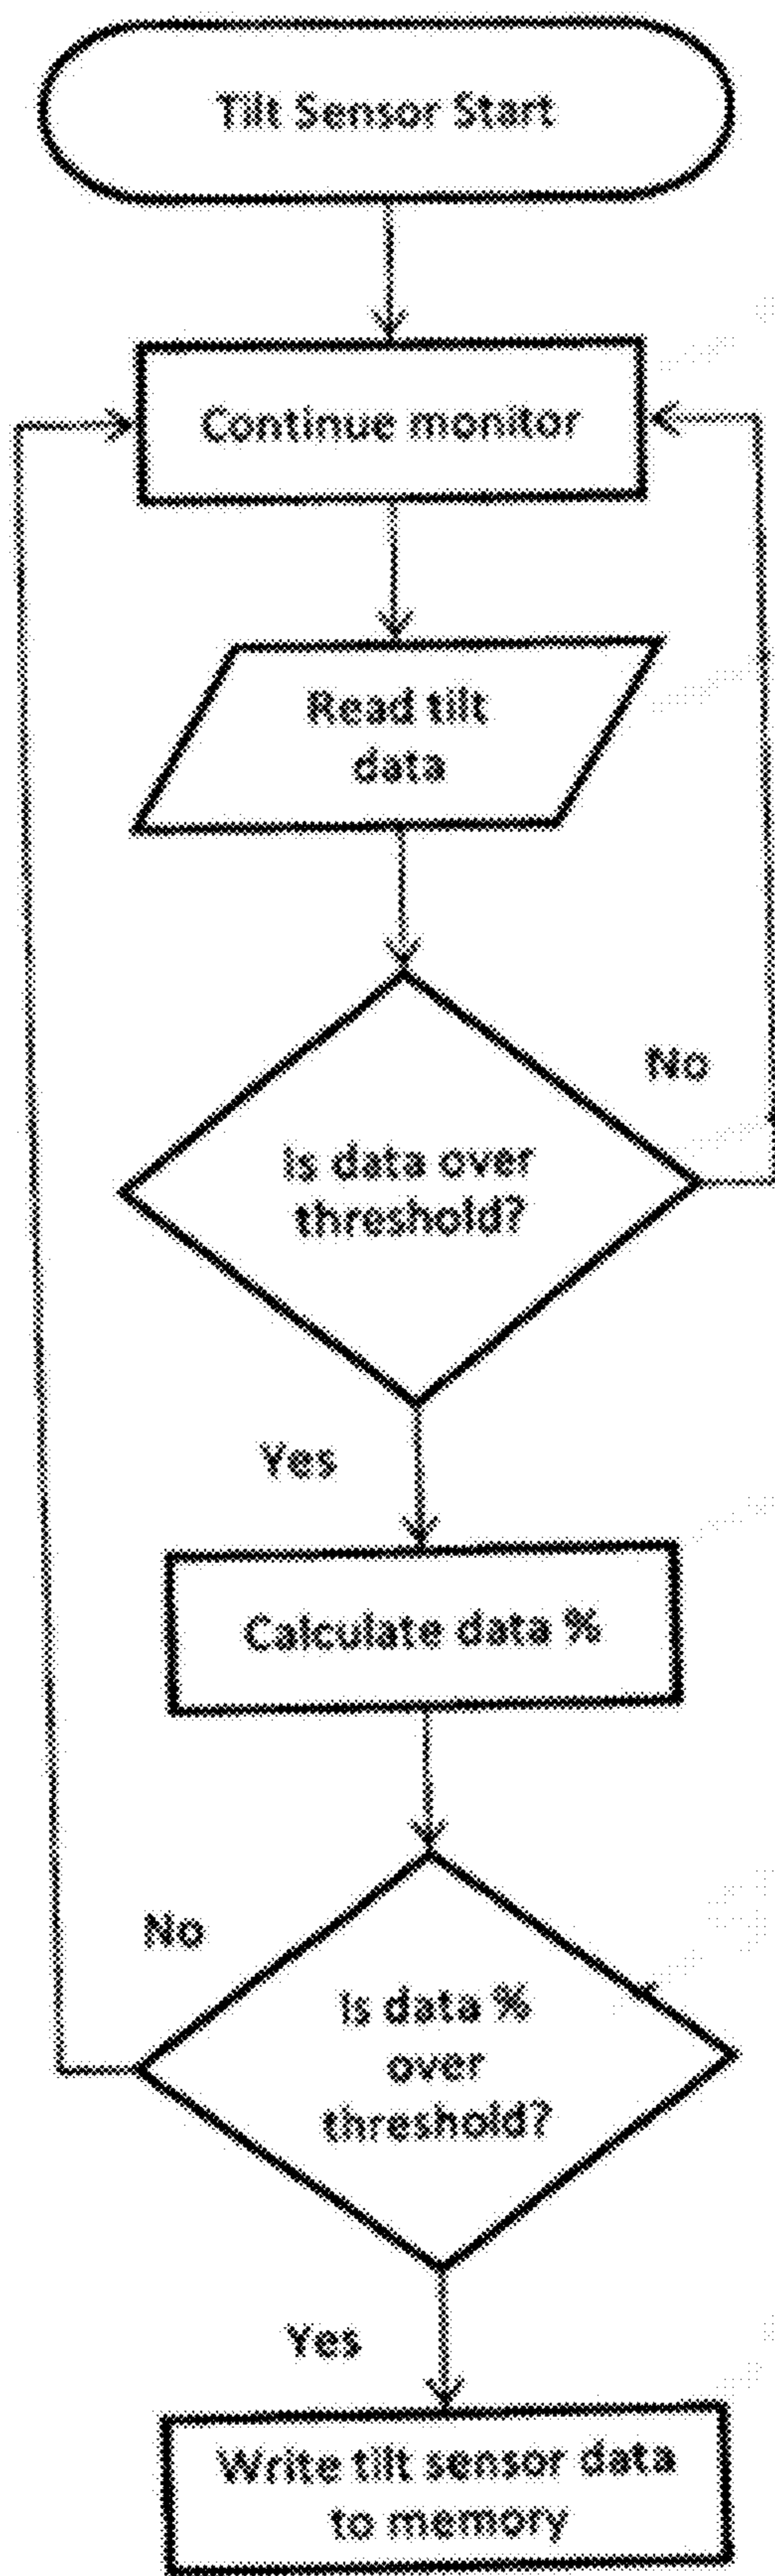 Tilt Sensor Start
Continue monitor
Read tilt
data
No
Is data over
threshold?
Yes
Calculate data %
No
Is data %
over
threshold?
Yes
Write tilt sensor data
to memory